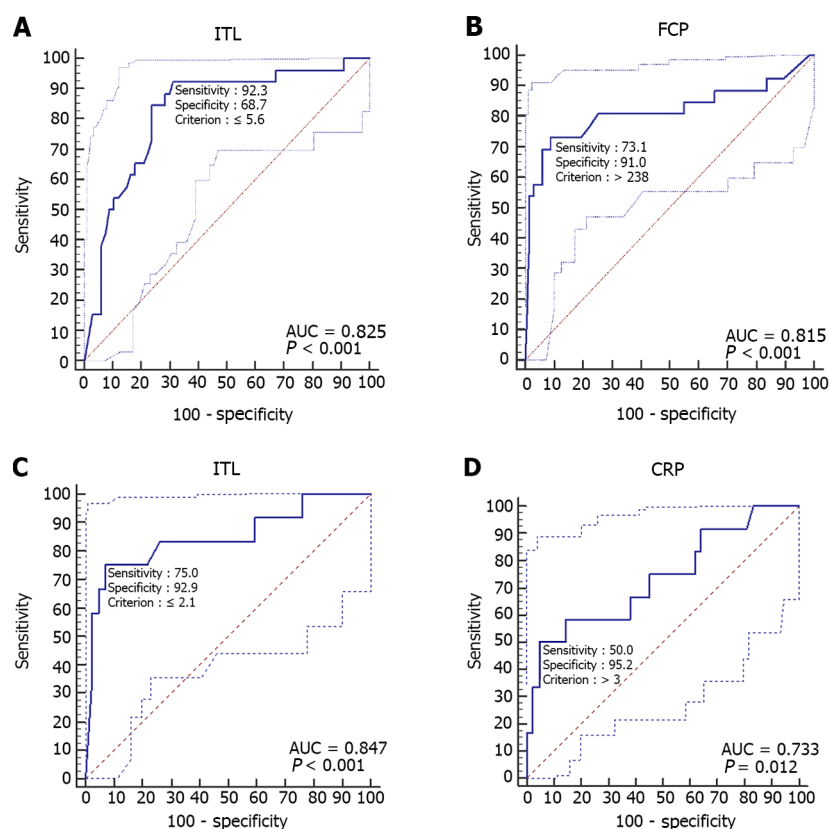 A
ITL
100
90
80
70
60
50
40
30
20
10
0
Sensitivity
Sensitivity : 92.3
Specificity : 68.7
Criterion : ≤ 5.6
AUC = 0.825
P < 0.001
0 10 20 30 40 50 60 70 80 90 100
100 - specificity
B
FCP
100
90
80
70
60
50
40
30
20
10
0
Sensitivity
Sensitivity : 73.1
Specificity : 91.0
Criterion : > 238
AUC = 0.815
P < 0.001
0 10 20 30 40 50 60 70 80 90 100
100 - specificity
C
ITL
100
90
80
70
60
50
40
30
20
10
0
Sensitivity
Sensitivity : 75.0
Specificity : 92.9
Criterion : ≤ 2.1
AUC = 0.847
P < 0.001
0 10 20 30 40 50 60 70 80 90 100
100 - specificity
D
CRP
100
90
80
70
60
50
40
30
20
10
0
Sensitivity
Sensitivity : 50.0
Specificity : 95.2
Criterion : > 3
AUC = 0.733
P = 0.012
0 10 20 30 40 50 60 70 80 90 100
100 - specificity